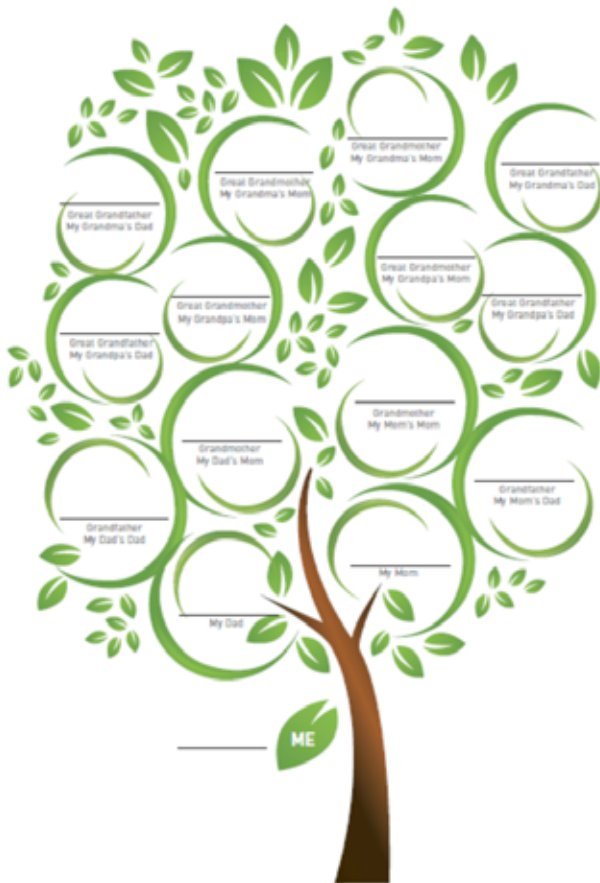 Great Grandmother
My Grandma's Mom
Great Grandfather
My Grandma's Dad
Great Grandmother
My Grandma's Mom
Great Grandfather
My Grandma's Dad
Great Grandmother
My Grandpa's Mom
Great Grandfather
My Grandpa's Dad
Great Grandmother
My Grandpa's Mom
Great Grandfather
My Grandpa's Dad
Grandmother
My Mom's Mom
Grandmother
My Dad's Mom
Grandfather
My Mom's Dad
Grandfather
My Dad's Dad
My Mom
My Dad
ME